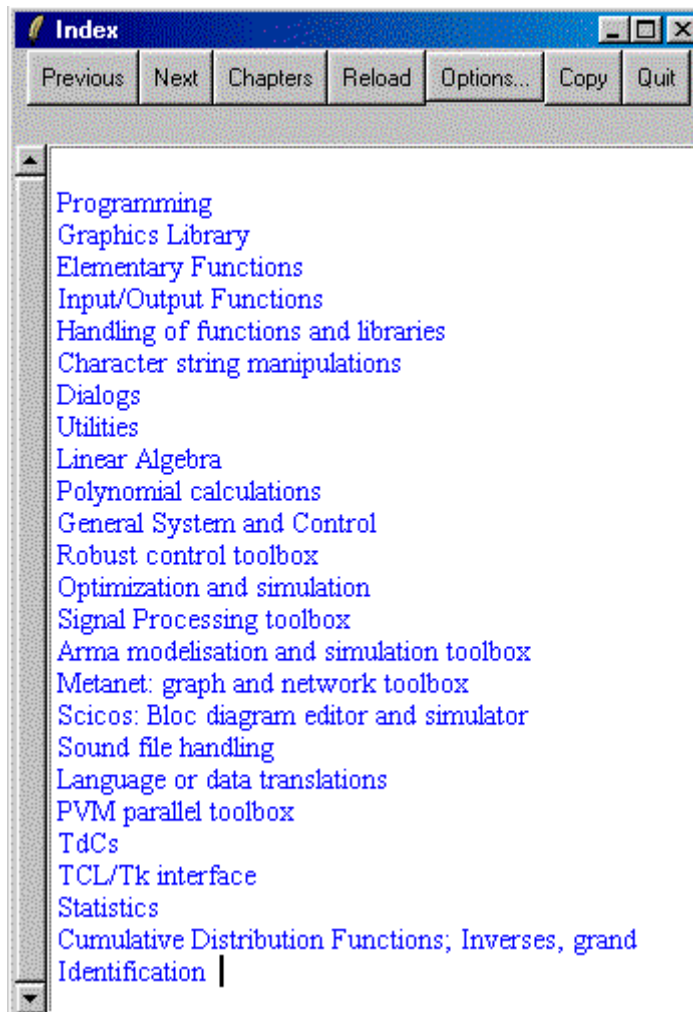 Index
Previous Next Chapters Reload Options... Copy Quit
Programming
Graphics Library
Elementary Functions
Input/Output Functions
Handling of functions and libraries
Character string manipulations
Dialogs
Utilities
Linear Algebra
Polynomial calculations
General System and Control
Robust control toolbox
Optimization and simulation
Signal Processing toolbox
Arma modelisation and simulation toolbox
Metanet: graph and network toolbox
Scicos: Bloc diagram editor and simulator
Sound file handling
Language or data translations
PVM parallel toolbox
TdCs
TCL/Tk interface
Statistics
Cumulative Distribution Functions; Inverses, grand
Identification